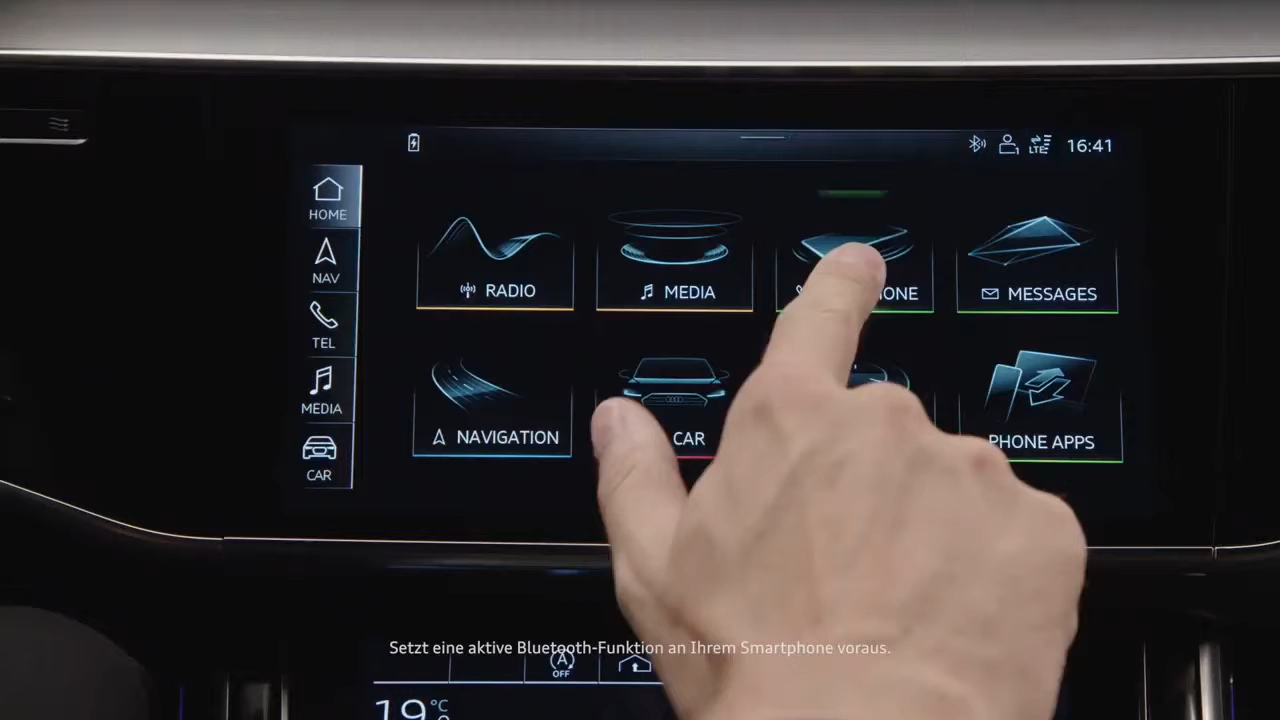 LTE 16:41
HOME
NAV
TEL
MEDIA
CAR
RADIO
MEDIA
MESSAGES
NAVIGATION
CAR
PHONE APPS
Setzt eine aktive Bluetooth-Funktion an Ihrem Smartphone voraus.
A
OFF
19 °C